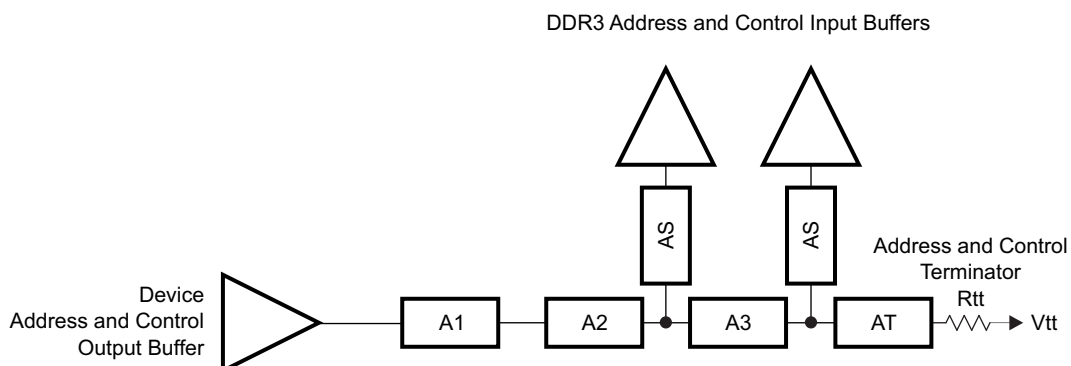 DDR3 Address and Control Input Buffers
AS
AS
Address and Control
Terminator
Rtt
Device
Address and Control
Output Buffer
A1
A2
A3
AT
Vtt